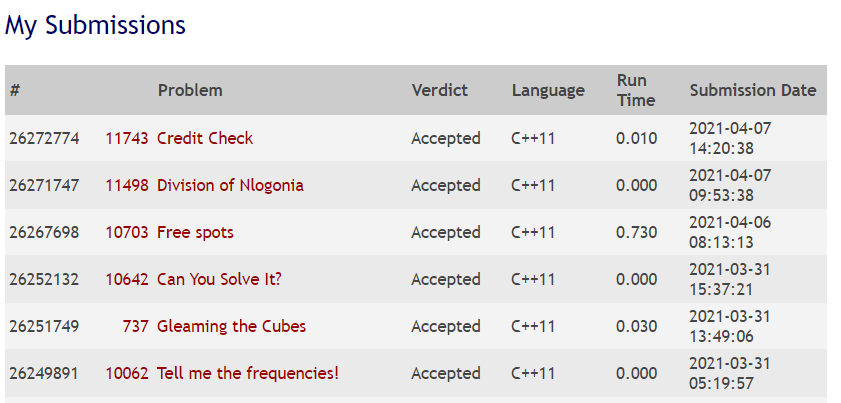 My Submissions
# Problem Verdict Language Run Time Submission Date
26272774 11743 Credit Check Accepted C++11 0.010 2021-04-07 14:20:38
26271747 11498 Division of Nlogonia Accepted C++11 0.000 2021-04-07 09:53:38
26267698 10703 Free spots Accepted C++11 0.730 2021-04-06 08:13:13
26252132 10642 Can You Solve It? Accepted C++11 0.000 2021-03-31 15:37:21
26251749 737 Gleaming the Cubes Accepted C++11 0.030 2021-03-31 13:49:06
26249891 10062 Tell me the frequencies! Accepted C++11 0.000 2021-03-31 05:19:57